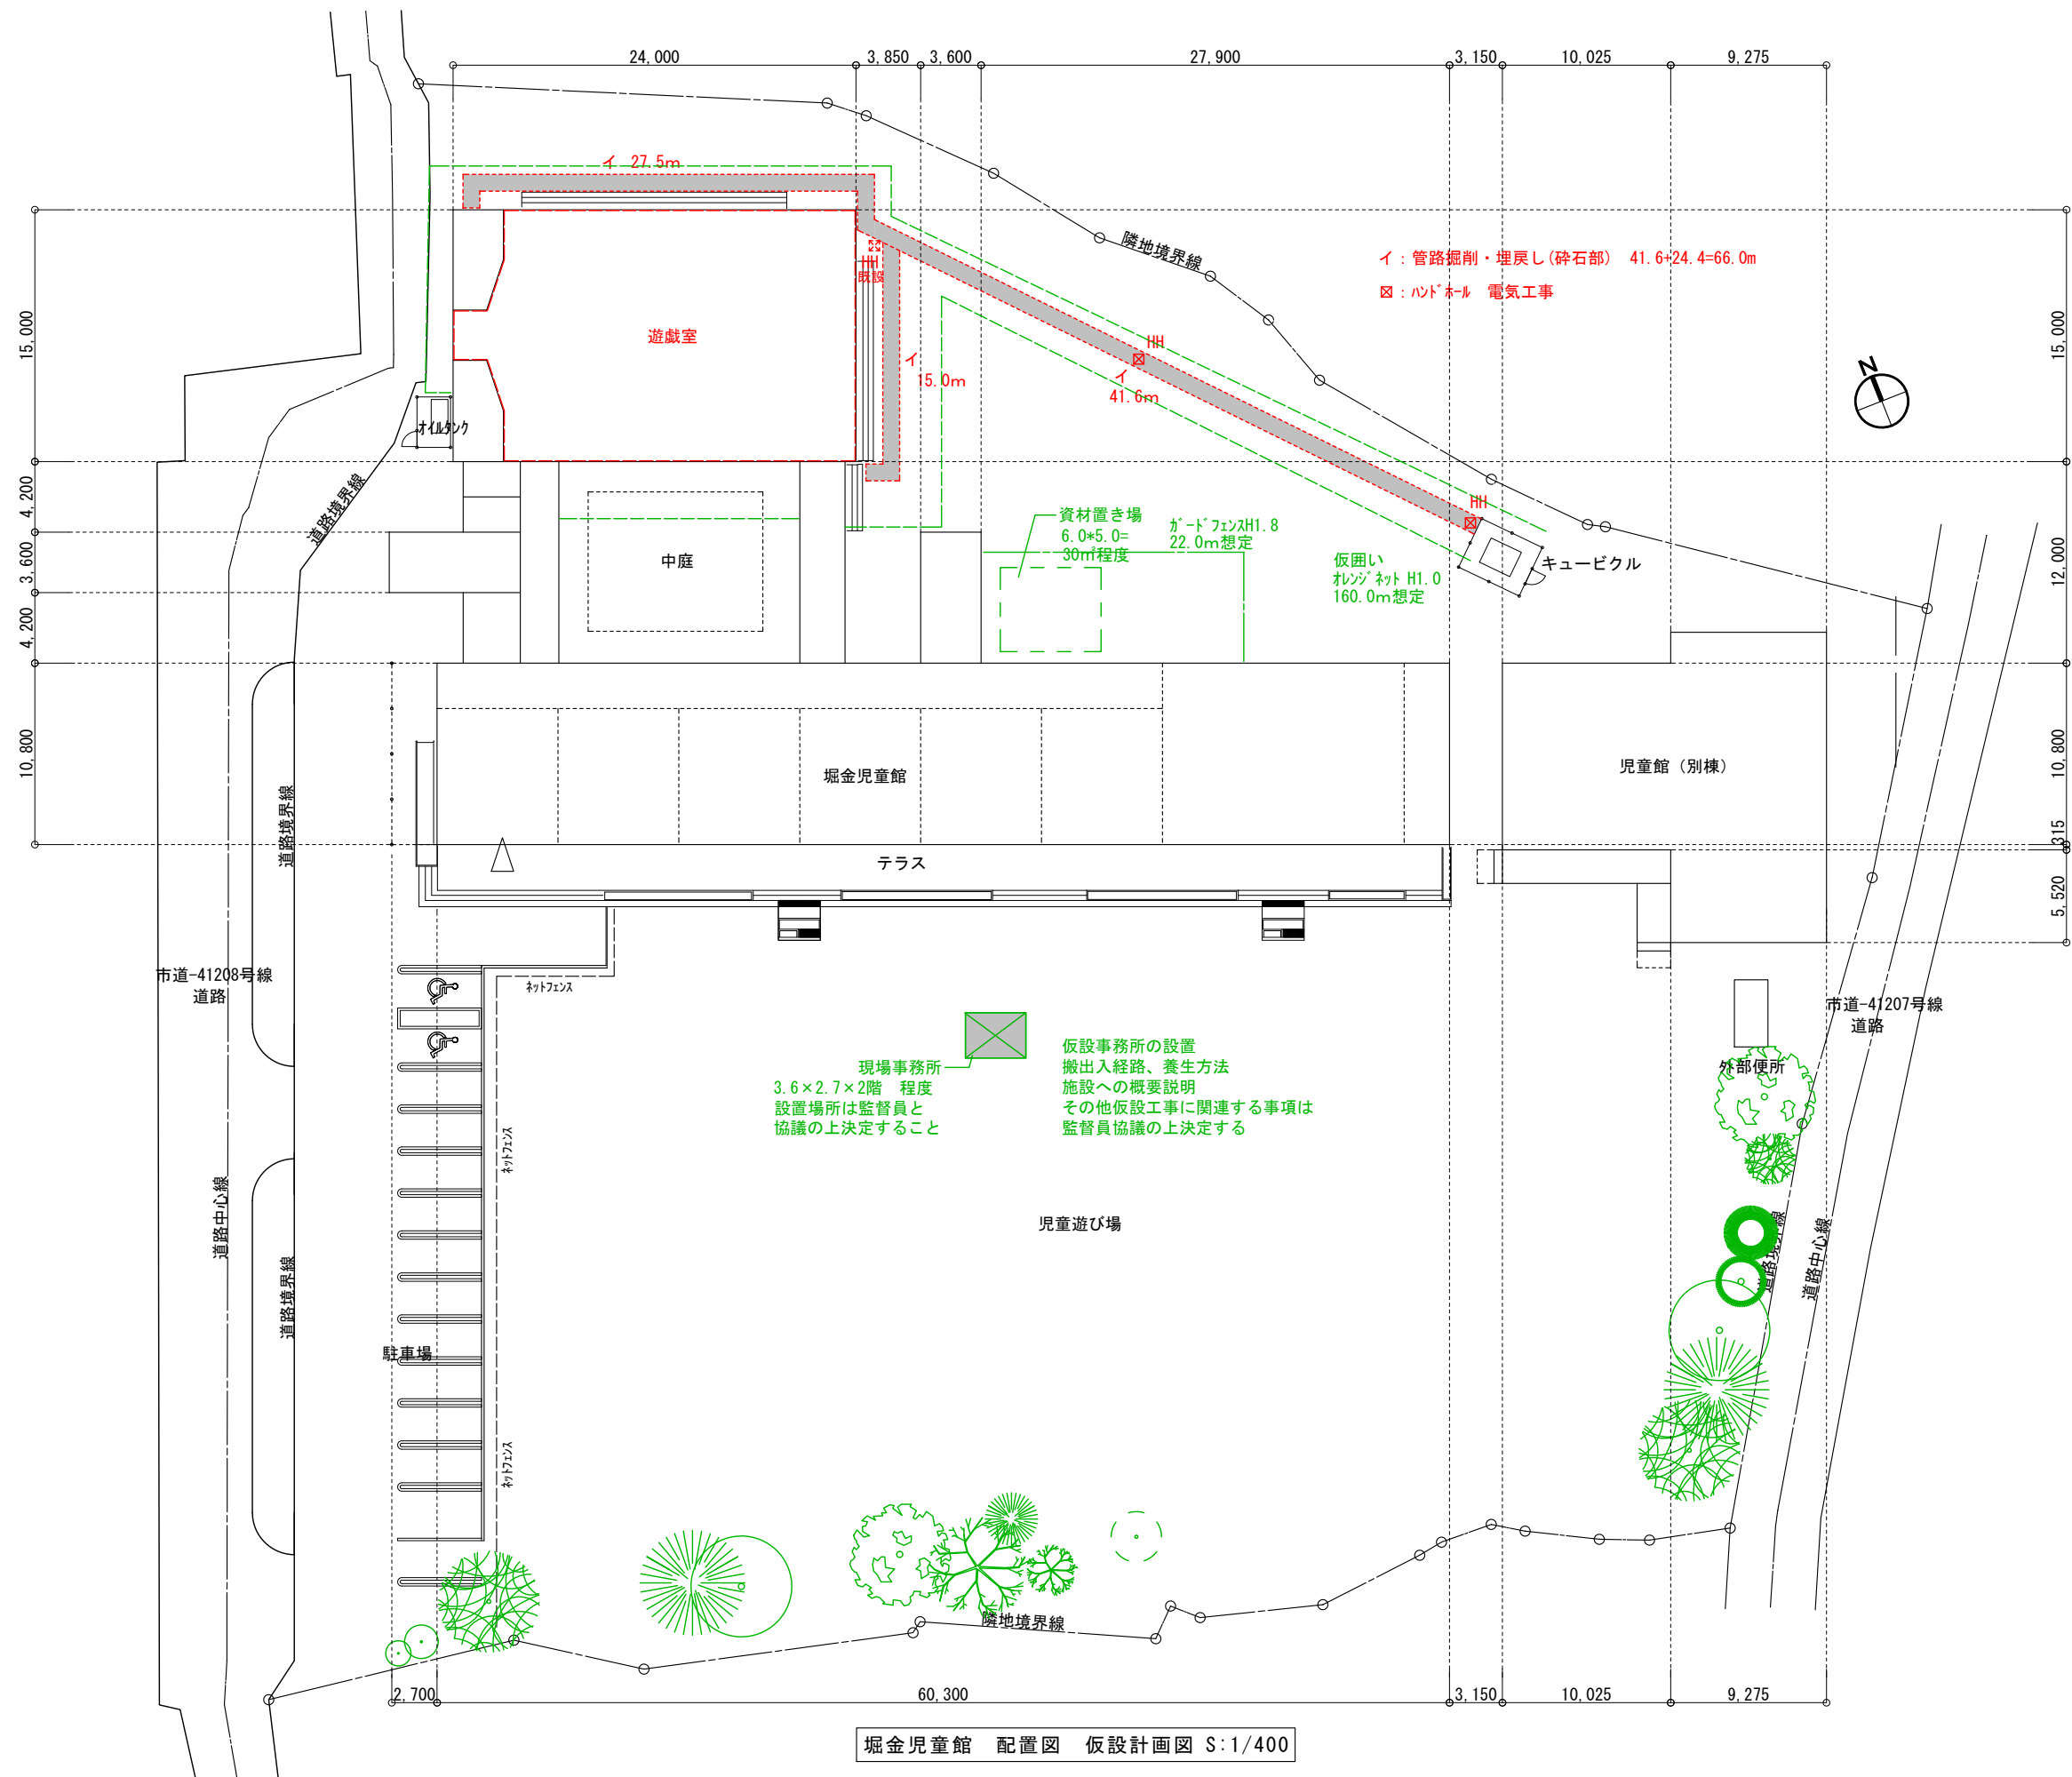 24,000
3,850
3,600
27,900
3,150
10,025
9,275
イ 27.5m
隣地境界線
イ：管路掘削・埋戻し(砕石部) 41.6+24.4=66.0m
：ﾊﾝﾄﾞﾎｰﾙ 電気工事
HH
既設
15,000
遊戯室
イ
15.0m
HH
イ
41.6m
15,000
N
ｵｲﾙﾀﾝｸ
道路境界線
4,200
3,600
4,200
中庭
資材置き場
6.0*5.0=
30㎡程度
ｶﾞｰﾄﾞﾌｪﾝｽH1.8
22.0m想定
HH
仮囲い
ｵﾚﾝｼﾞﾈｯﾄ H1.0
160.0m想定
キュービクル
12,000
10,800
道路境界線
堀金児童館
児童館（別棟）
10,800
315
テラス
5,520
市道-41208号線
道路
ﾈｯﾄﾌｪﾝｽ
市道-41207号線
道路
現場事務所
3.6×2.7×2階 程度
設置場所は監督員と
協議の上決定すること
仮設事務所の設置
搬出入経路、養生方法
施設への概要説明
その他仮設工事に関連する事項は
監督員協議の上決定する
外部便所
ﾈｯﾄﾌｪﾝｽ
道路中心線
道路境界線
児童遊び場
道路境界線
道路中心線
駐車場
ﾈｯﾄﾌｪﾝｽ
隣地境界線
2,700
60,300
3,150
10,025
9,275
堀金児童館 配置図 仮設計画図 S:1/400